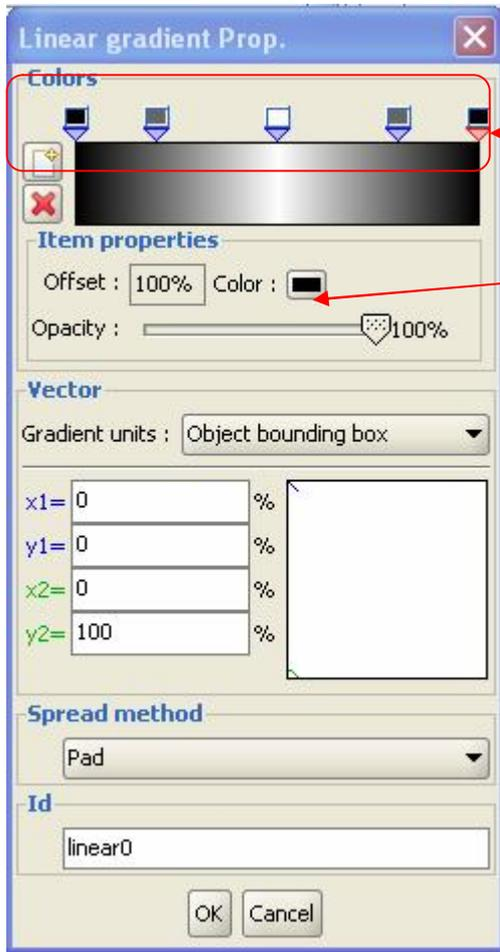 Linear gradient Prop.
Colors
Item properties
Offset : 100% Color :
Opacity : 100%
Vector
Gradient units : Object bounding box
x1= 0 %
y1= 0 %
x2= 0 %
y2= 100 %
Spread method
Pad
Id
linear0
OK Cancel